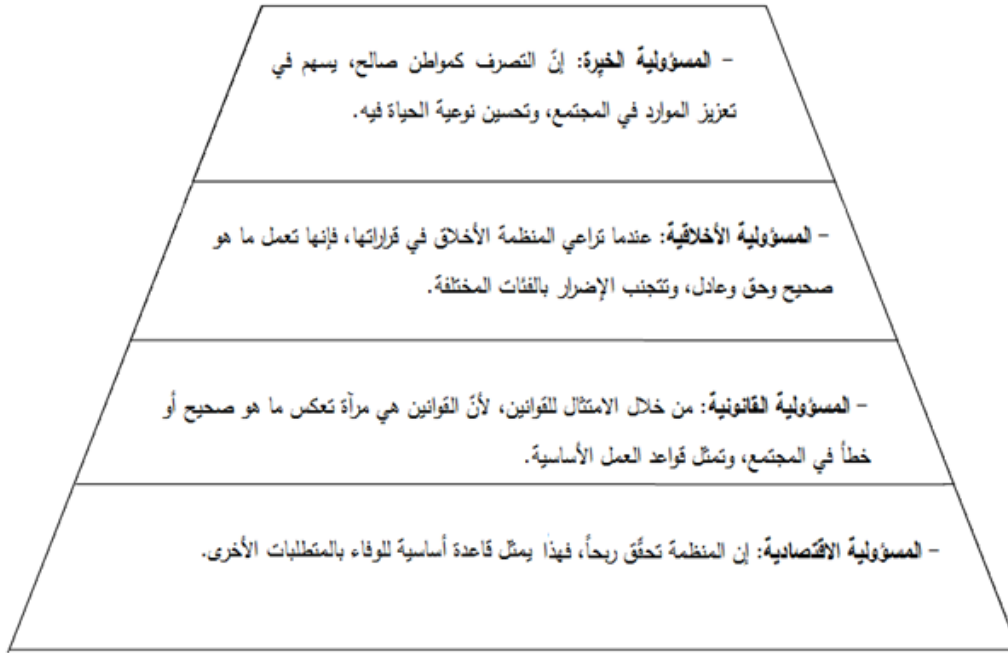 - المسؤولية الخيرة: إنّ التصرف كمواطن صالح، يسهم في
تعزيز الموارد في المجتمع، وتحسين نوعية الحياة فيه.
- المسؤولية الأخلاقية: عندما تراعي المنظمة الأخلاق في قراراتها، فإنها تعمل ما هو
صحيح وحق وعادل، وتتجنب الإضرار بالفئات المختلفة.
- المسؤولية القانونية: من خلال الامتثال للقوانين، لأنّ القوانين هي مرآة تعكس ما هو صحيح أو
خطأ في المجتمع، وتمثل قواعد العمل الأساسية.
- المسؤولية الاقتصادية: إن المنظمة تحقّق ربحاً، فهذا يمثل قاعدة أساسية للوفاء بالمتطلبات الأخرى.